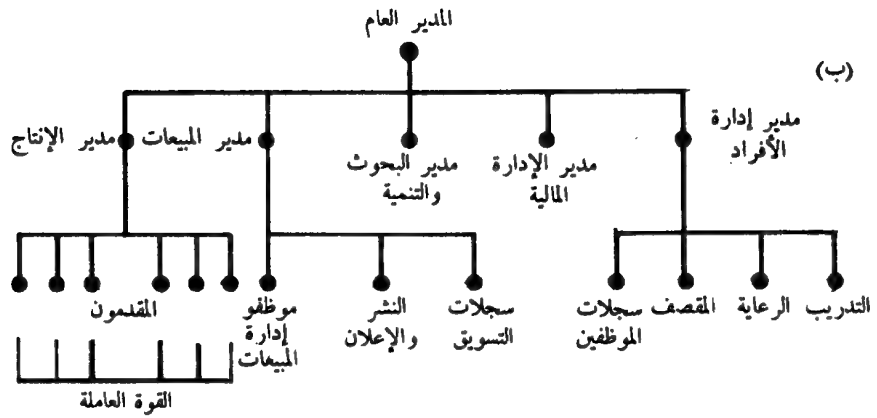 المدير العام
(ب)
مدير إدارة
الأفراد
مدير الإدارة
المالية
مدير البحوث
والتنمية
مدير المبيعات
مدير الإنتاج
التدريب
الرعاية
المقصف
سجلات
الموظفين
سجلات
التسويق
النشر
والإعلان
موظفو
إدارة
المبيعات
المقدمون
القوة العاملة